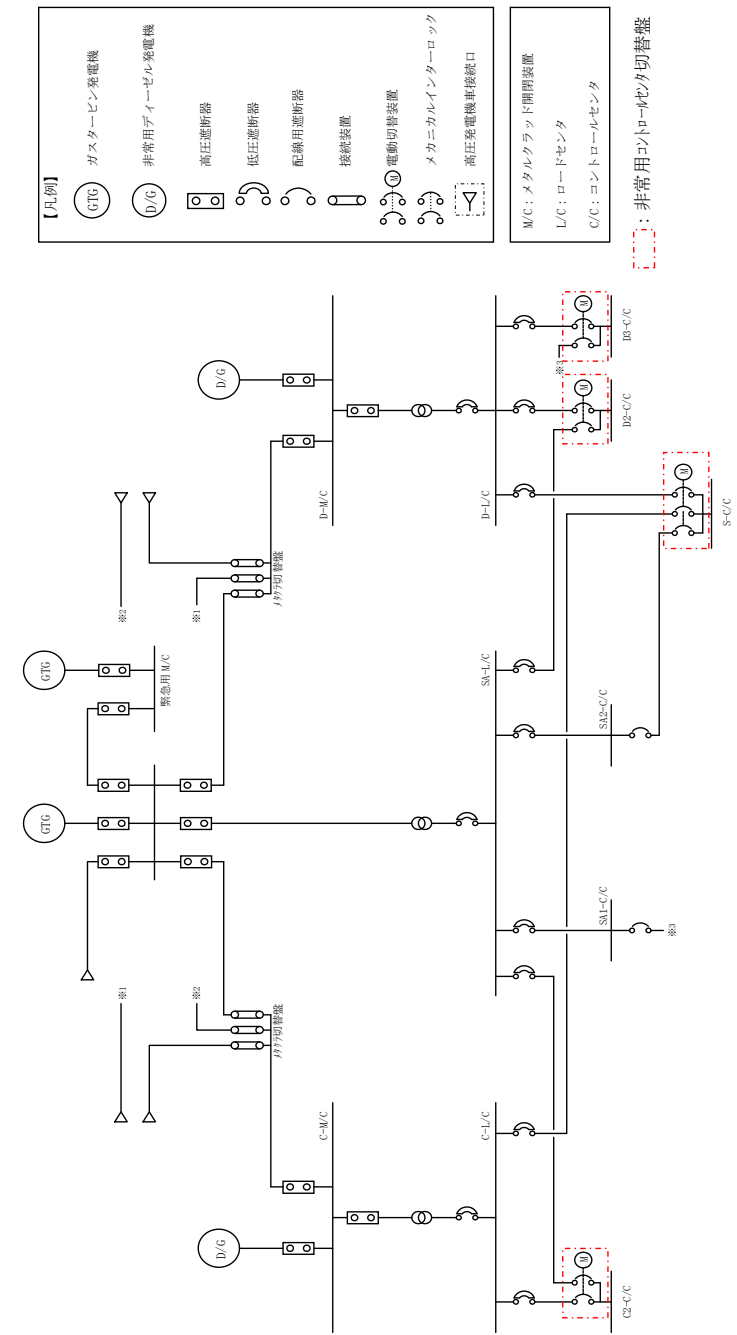 【凡例】
GTG
ガスタービン発電機
D/G
非常用ディーゼル発電機
高圧遮断器
低圧遮断器
配線用遮断器
接続装置
M
電動切替装置
メカニカルインターロック
高圧発電機車接続口
M/C：メタルクラッド開閉装置
L/C：ロードセンタ
C/C：コントロールセンタ
：非常用コントロールセンタ切替盤
D/G
GTG
GTG
D/G
※1
※2
※2
※1
緊急用 M/C
メタクラ切替盤
メタクラ切替盤
C-M/C
D-M/C
C-L/C
SA-L/C
D-L/C
M
C2-C/C
SA1-C/C
※3
SA2-C/C
M
S-C/C
M
D2-C/C
※3
M
D3-C/C